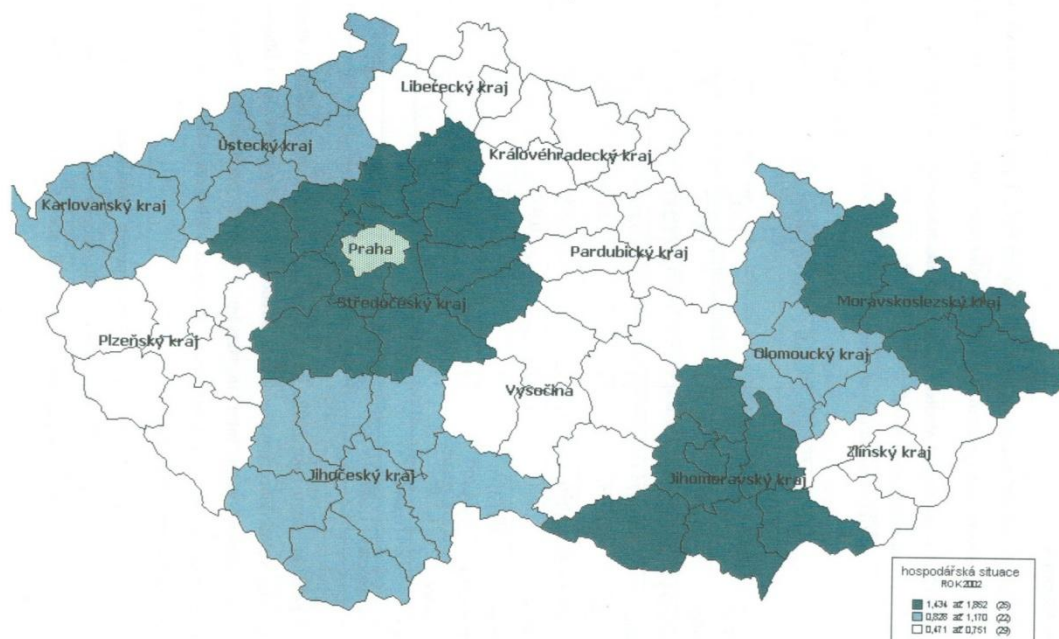 Liberecký kraj
Ústecký kraj
Královéhradecký kraj
Karlovarský kraj
Praha
Pardubický kraj
Středočeský kraj
Moravskoslezský kraj
Plzeňský kraj
Olomoucký kraj
Vysočina
Zlínský kraj
Jihočeský kraj
Jihomoravský kraj
hospodářská situace
ROK 2002
1,434 až 1,862 (25)
0,828 až 1,170 (22)
0,471 až 0,751 (29)